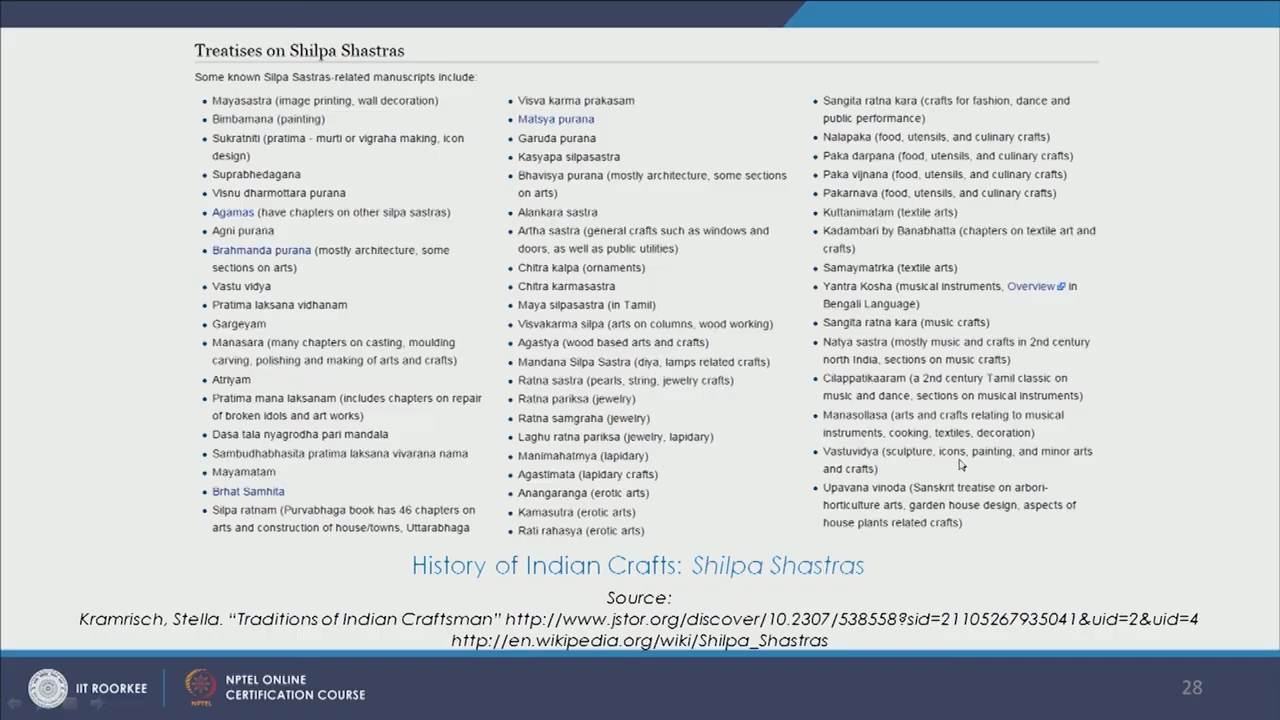 Treatises on Shilpa Shastras
Some known Silpa Sastras-related manuscripts include:
Mayasastra (image printing, wall decoration)
Bimbamana (painting)
Sukratniti (pratima - murti or vigraha making, icon
design)
Suprabhedagana
Visnu dharmottara purana
Agamas (have chapters on other silpa sastras)
Agni purana
Brahmanda purana (mostly architecture, some
sections on arts)
Vastu vidya
Pratima laksana vidhanam
Gargeyam
Manasara (many chapters on casting, moulding
carving, polishing and making of arts and crafts)
Atriyam
Pratima mana laksanam (includes chapters on repair
of broken idols and art works)
Dasa tala nyagrodha pari mandala
Sambudhabhasita pratima laksana vivarana nama
Mayamatam
Brhat Samhita
Silpa ratnam (Purvabhaga book has 46 chapters on
arts and construction of house/towns, Uttarabhaga
Visva karma prakasam
Matsya purana
Garuda purana
Kasyapa silpasastra
Bhavisya purana (mostly architecture, some sections
on arts)
Alankara sastra
Artha sastra (general crafts such as windows and
doors, as well as public utilities)
Chitra kalpa (ornaments)
Chitra karmasastra
Maya silpasastra (in Tamil)
Visvakarma silpa (arts on columns, wood working)
Agastya (wood based arts and crafts)
Mandana Silpa Sastra (diya, lamps related crafts)
Ratna sastra (pearls, string, jewelry crafts)
Ratna pariksa (jewelry)
Ratna samgraha (jewelry)
Laghu ratna pariksa (jewelry, lapidary)
Manimahatmya (lapidary)
Agastimata (lapidary crafts)
Anangaranga (erotic arts)
Kamasutra (erotic arts)
Rati rahasya (erotic arts)
Sangita ratna kara (crafts for fashion, dance and
public performance)
Nalapaka (food, utensils, and culinary crafts)
Paka darpana (food, utensils, and culinary crafts)
Paka vijnana (food, utensils, and culinary crafts)
Pakarnava (food, utensils, and culinary crafts)
Kuttanimatam (textile arts)
Kadambari by Banabhatta (chapters on textile art and
crafts)
Samaymatrka (textile arts)
Yantra Kosha (musical instruments, Overview in
Bengali Language)
Sangita ratna kara (music crafts)
Natya sastra (mostly music and crafts in 2nd century
north India, sections on music crafts)
Cilappatikaaram (a 2nd century Tamil classic on
music and dance, sections on musical instruments)
Manasollasa (arts and crafts relating to musical
instruments, cooking, textiles, decoration)
Vastuvidya (sculpture, icons, painting, and minor arts
and crafts)
Upavana vinoda (Sanskrit treatise on arbori-
horticulture arts, garden house design, aspects of
house plants related crafts)
History of Indian Crafts: Shilpa Shastras
Source:
Kramrisch, Stella. “Traditions of Indian Craftsman” http://www.jstor.org/discover/10.2307/538558?sid=21105267935041&uid=2&uid=4
http://en.wikipedia.org/wiki/Shilpa_Shastras
IIT ROORKEE
NPTEL
NPTEL ONLINE
CERTIFICATION COURSE
28